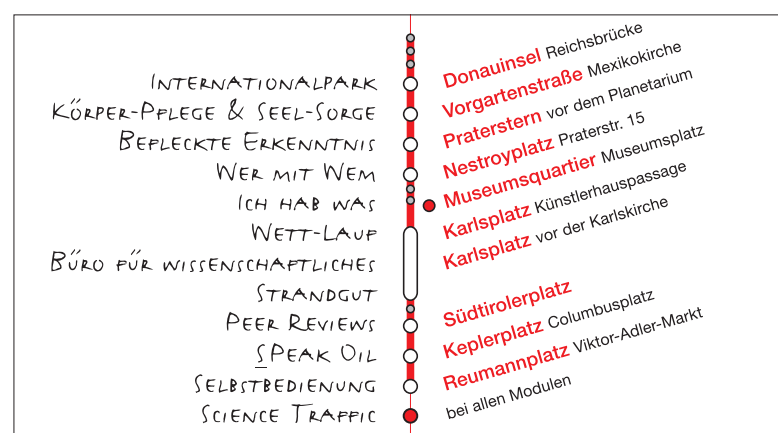 INTERNATIONALPARK
KÖRPER-PFLEGE & SEEL-SORGE
BEFLECKTE ERKENNTNIS
WER MIT WEM
ICH HAB WAS
WETT-LAUF
BÜRO FÜR WISSENSCHAFTLICHES
STRANDGUT
PEER REVIEWS
SPEAK OIL
SELBSTBEDIENUNG
SCIENCE TRAFFIC
Donauinsel Reichsbrücke
Vorgartenstraße Mexikokirche
Praterstern vor dem Planetarium
Nestroyplatz Praterstr. 15
Museumsquartier Museumsplatz
Karlsplatz Künstlerhauspassage
Karlsplatz vor der Karlskirche
Südtirolerplatz
Keplerplatz Columbusplatz
Reumannplatz Viktor-Adler-Markt
bei allen Modulen